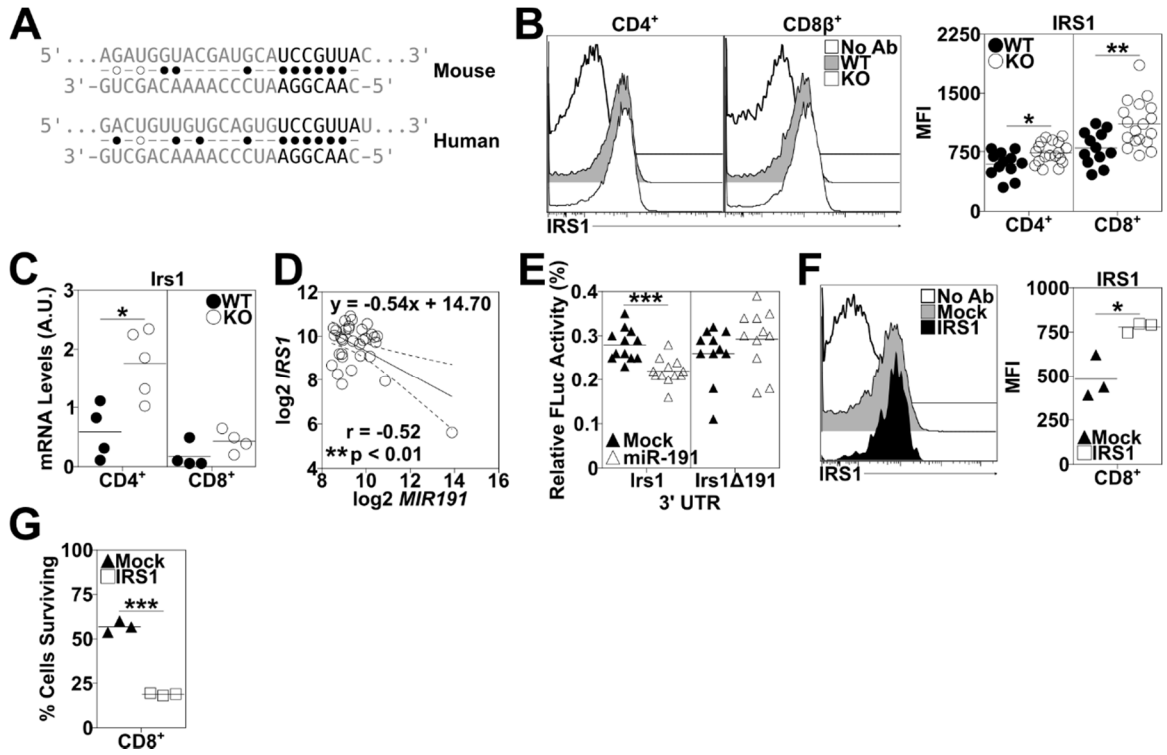 A
5'...AGAUGGUACGAUGCAUCCGUUAC...3'
3'-GUCGACAAAACCCUAAGGCAAC-5'
Mouse
GACUGUUGUGCAGUGUCCGUUAU...3'
3'-GUCGACAAAACCCUAAGGCAAC-5'
Human
B
CD4+
CD8β+
No Ab
WT
KO
IRS1
IRS1
WT
KO
MFI
2250
1500
750
0
*
**
CD4+
CD8+
C
Irs1
WT
KO
mRNA Levels (A.U.)
3
2
1
0
*
CD4+
CD8+
D
y = -0.54x + 14.70
log2 IRS1
12
10
8
6
4
r = -0.52
**p < 0.01
8 10 12 14 16
log2 MIR191
E
Relative FLuc Activity (%)
0.4
0.3
0.2
0.1
0
***
Mock
miR-191
Irs1
Irs1Δ191
3' UTR
F
No Ab
Mock
IRS1
IRS1
IRS1
MFI
1000
750
500
250
0
*
Mock
IRS1
CD8+
G
% Cells Surviving
100
75
50
25
0
Mock
IRS1
***
CD8+